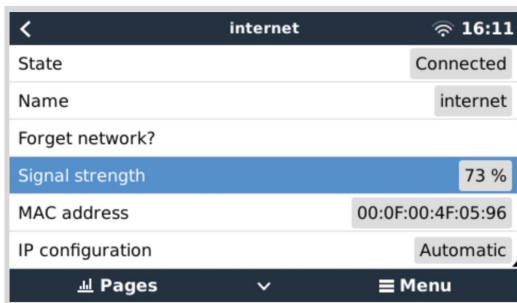 internet 16:11
State Connected
Name internet
Forget network?
Signal strength 73 %
MAC address 00:0F:00:4F:05:96
IP configuration Automatic
Pages Menu